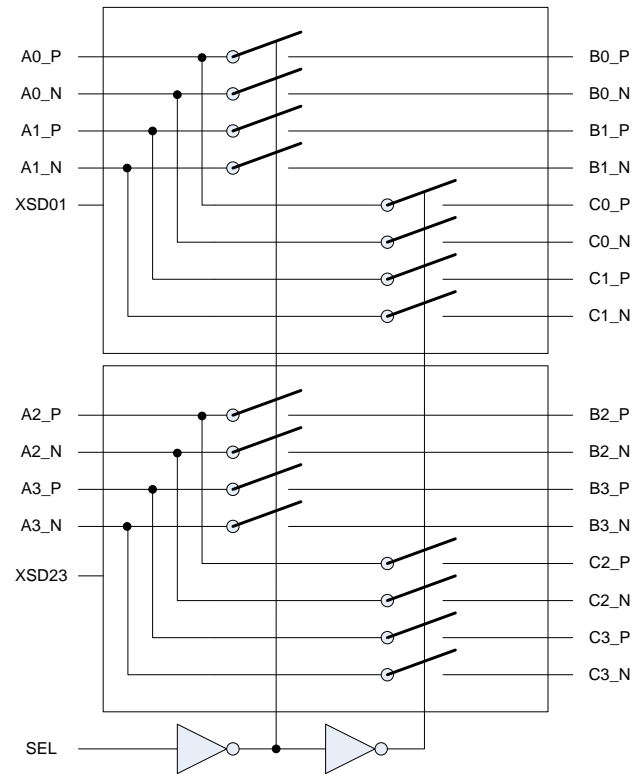 A0_P
B0_P
A0_N
B0_N
A1_P
B1_P
A1_N
B1_N
XSD01
C0_P
C0_N
C1_P
C1_N
A2_P
B2_P
A2_N
B2_N
A3_P
B3_P
A3_N
B3_N
C2_P
XSD23
C2_N
C3_P
C3_N
SEL